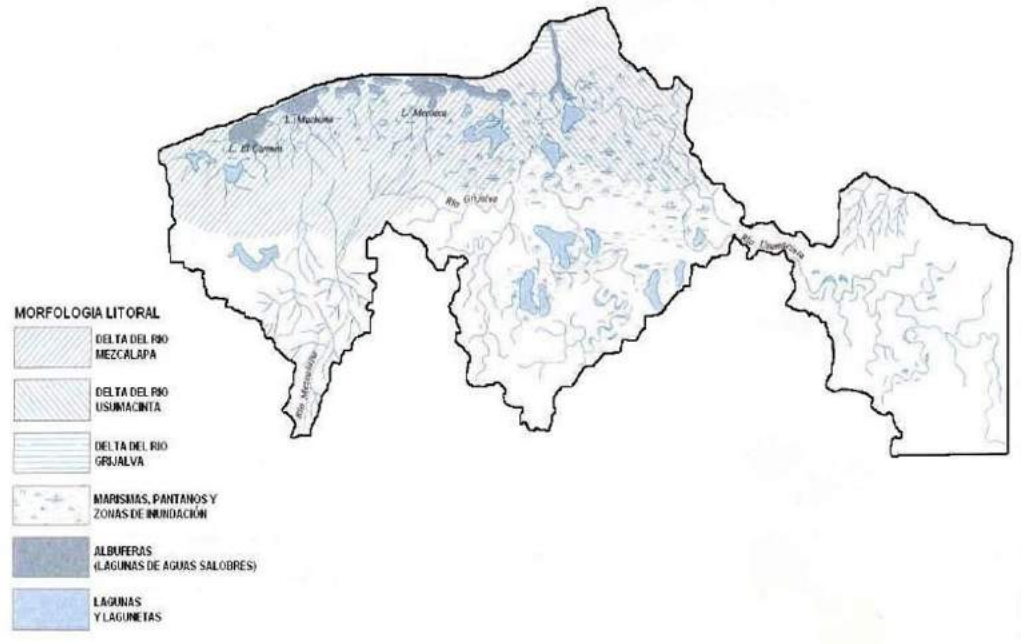 L. Machona
L. Mecoacán
L. El Carmen
Río Grijalva
Río Usumacinta
Río Mezcalapa
MORFOLOGIA LITORAL
DELTA DEL RIO
MEZCALAPA
DELTA DEL RIO
USUMACINTA
DELTA DEL RIO
GRIJALVA
MARISMAS, PANTANOS Y
ZONAS DE INUNDACIÓN
ALBUFERAS
(LAGUNAS DE AGUAS SALOBRES)
LAGUNAS
Y LAGUNETAS